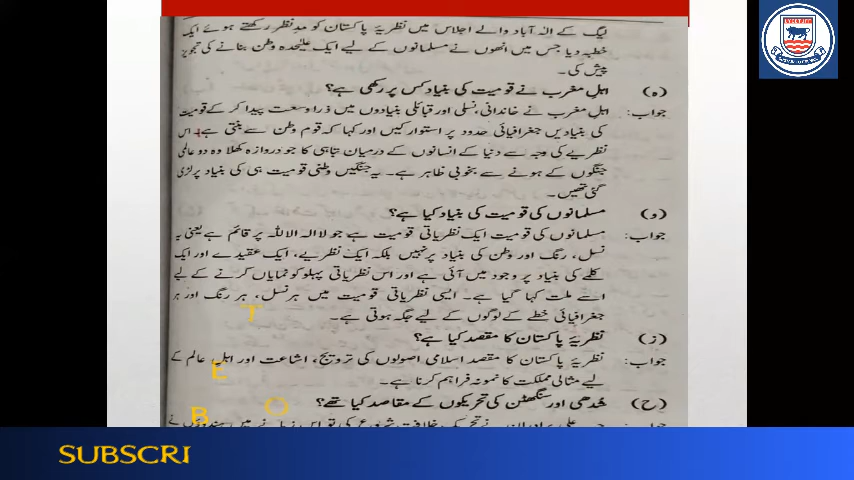 لیگ کے الٰہ آباد والے اجلاس میں نظریۂ پاکستان کو مدِ نظر رکھتے ہوئے ایک
خطبہ دیا جس میں اُنھوں نے مسلمانوں کے لیے ایک علیٰحدہ وطن بنانے کی تجویز
پیش کی۔
(ہ) اہلِ مغرب نے قومیت کی بنیاد کس پر رکھی ہے؟
جواب: اہلِ مغرب نے خاندانی، نسلی اور قبائلی بنیادوں میں ذرا وسعت پیدا کر کے قومیت
کی بنیادیں جغرافیائی حدود پر استوار کیں اور کہا کہ قوم وطن سے بنتی ہے۔ اس
نظریے کی وجہ سے دنیا کے انسانوں کے درمیان تباہی کا جو دروازہ کھلا وہ دو عالمی
جنگوں کے ہونے سے بخوبی ظاہر ہے۔ یہ جنگیں وطنی قومیت ہی کی بنیاد پر لڑی
گئی تھیں۔
(و) مسلمانوں کی قومیت کی بنیاد کیا ہے؟
جواب: مسلمانوں کی قومیت ایک نظریاتی قومیت ہے جو لا الہ الا اللہ پر قائم ہے یعنی یہ
نسل، رنگ اور وطن کی بنیاد پر نہیں بلکہ ایک نظریے، ایک عقیدے اور ایک
کلمے کی بنیاد پر وجود میں آئی ہے اور اس نظریاتی پہلو کو نمایاں کرنے کے لیے
اسے ملت کہا گیا ہے۔ ایسی نظریاتی قومیت میں ہر نسل، ہر رنگ اور ہر
جغرافیائی خطے کے لوگوں کے لیے جگہ ہوتی ہے۔
(ز) نظریۂ پاکستان کا مقصد کیا ہے؟
جواب: نظریۂ پاکستان کا مقصد اسلامی اصولوں کی ترویج، اشاعت اور اہلِ عالم کے
لیے مثالی مملکت کا نمونہ فراہم کرنا ہے۔
(ح) شدھی اور سنگھٹن کی تحریکوں کے مقاصد کیا تھے؟
T
E
O
B
SUBSCRI